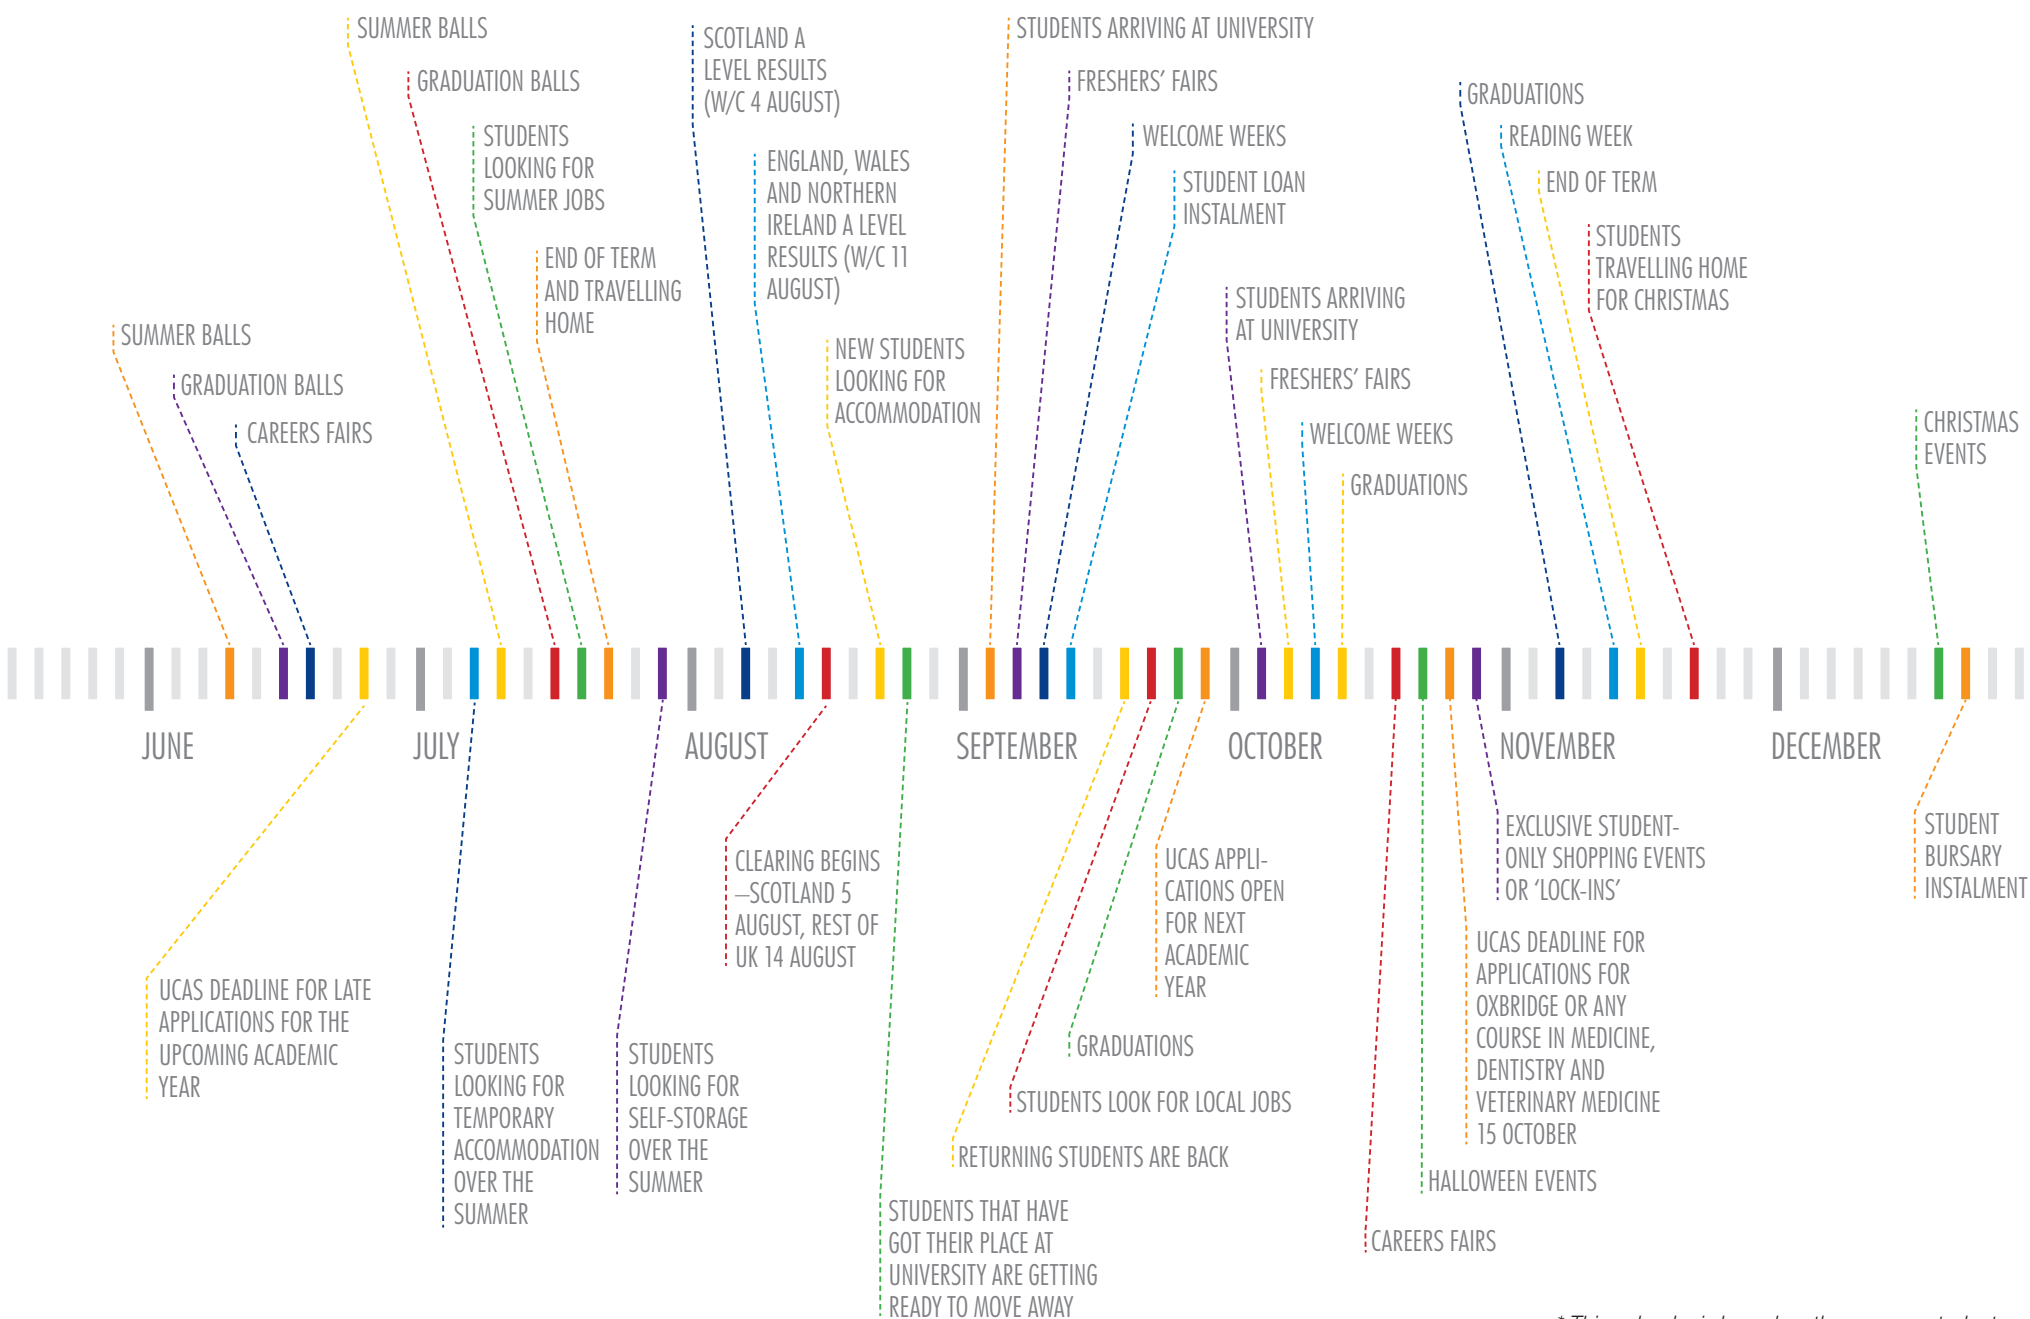 SUMMER BALLS
GRADUATION BALLS
STUDENTS
LOOKING FOR
SUMMER JOBS
END OF TERM
AND TRAVELLING
HOME
SUMMER BALLS
GRADUATION BALLS
CAREERS FAIRS
SCOTLAND A
LEVEL RESULTS
(W/C 4 AUGUST)
ENGLAND, WALES
AND NORTHERN
IRELAND A LEVEL
RESULTS (W/C 11
AUGUST)
NEW STUDENTS
LOOKING FOR
ACCOMMODATION
STUDENTS ARRIVING AT UNIVERSITY
FRESHERS' FAIRS
WELCOME WEEKS
STUDENT LOAN
INSTALMENT
STUDENTS ARRIVING
AT UNIVERSITY
FRESHERS' FAIRS
WELCOME WEEKS
GRADUATIONS
GRADUATIONS
READING WEEK
END OF TERM
STUDENTS
TRAVELLING HOME
FOR CHRISTMAS
CHRISTMAS
EVENTS
JUNE
JULY
AUGUST
SEPTEMBER
OCTOBER
NOVEMBER
DECEMBER
UCAS DEADLINE FOR LATE
APPLICATIONS FOR THE
UPCOMING ACADEMIC
YEAR
STUDENTS
LOOKING FOR
TEMPORARY
ACCOMMODATION
OVER THE
SUMMER
STUDENTS
LOOKING FOR
SELF-STORAGE
OVER THE
SUMMER
CLEARING BEGINS
–SCOTLAND 5
AUGUST, REST OF
UK 14 AUGUST
STUDENTS THAT HAVE
GOT THEIR PLACE AT
UNIVERSITY ARE GETTING
READY TO MOVE AWAY
RETURNING STUDENTS ARE BACK
STUDENTS LOOK FOR LOCAL JOBS
GRADUATIONS
UCAS APPLI-
CATIONS OPEN
FOR NEXT
ACADEMIC
YEAR
CAREERS FAIRS
HALLOWEEN EVENTS
UCAS DEADLINE FOR
APPLICATIONS FOR
OXBRIDGE OR ANY
COURSE IN MEDICINE,
DENTISTRY AND
VETERINARY MEDICINE
15 OCTOBER
EXCLUSIVE STUDENT-
ONLY SHOPPING EVENTS
OR 'LOCK-INS'
STUDENT
BURSARY
INSTALMENT